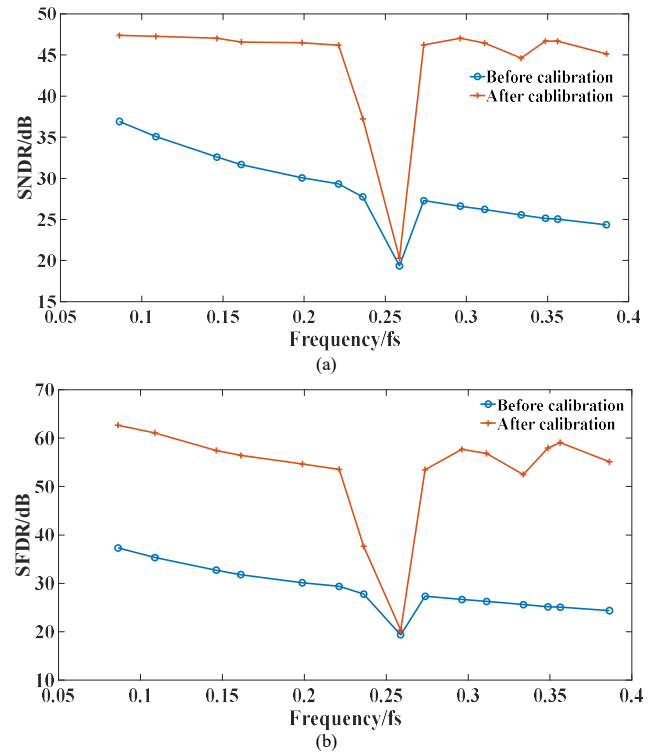 50
45
40
35
30
25
20
15
SNDR/dB
Before calibration
After cablibration
0.05 0.1 0.15 0.2 0.25 0.3 0.35 0.4
Frequency/fs
(a)
70
60
50
40
30
20
10
SFDR/dB
Before calibration
After calibration
0.05 0.1 0.15 0.2 0.25 0.3 0.35 0.4
Frequency/fs
(b)